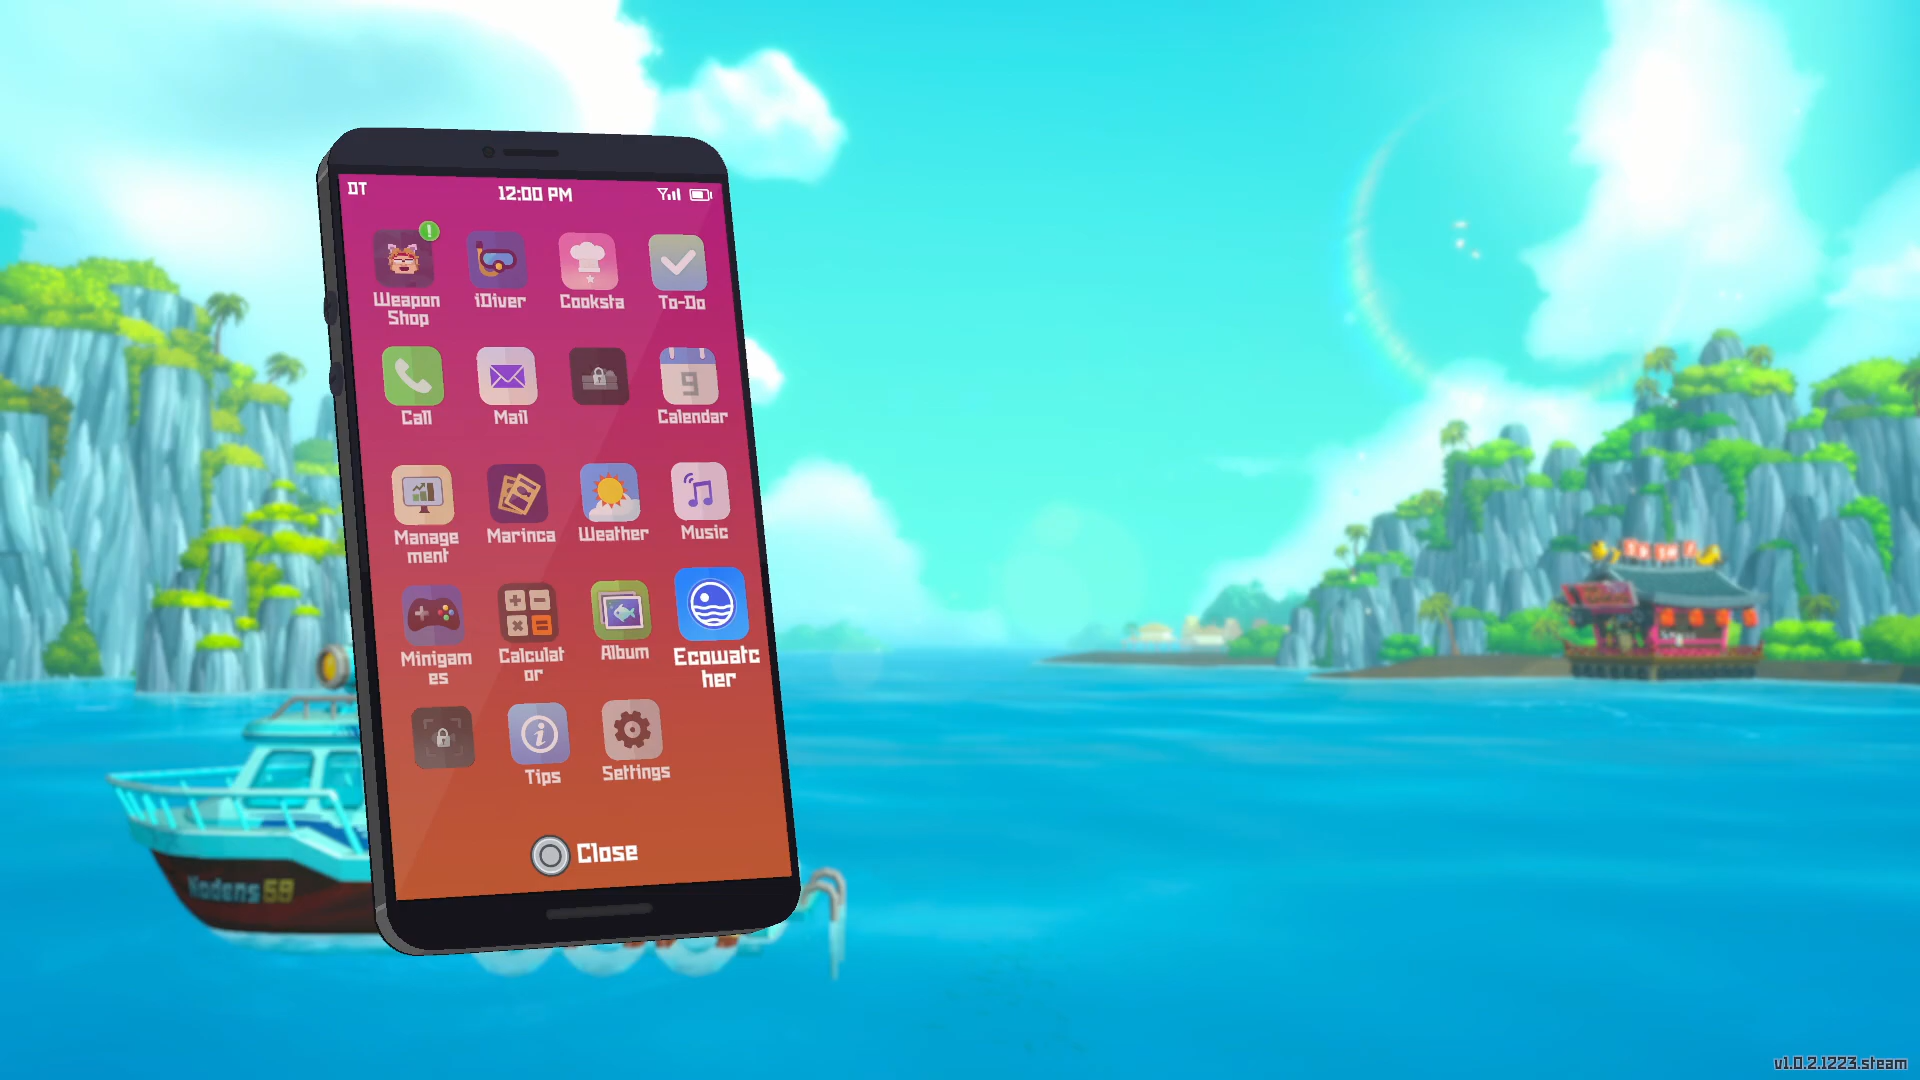 DT
12:00 PM
Weapon
Shop
iDiver
Cooksta
To-Do
Call
Mail
9
Calendar
Manage
ment
Marinca
Weather
Music
Minigam
es
Calculat
or
Album
Ecowatc
her
Tips
Settings
Close
Nadens 59
v1.0.2.1223.steam